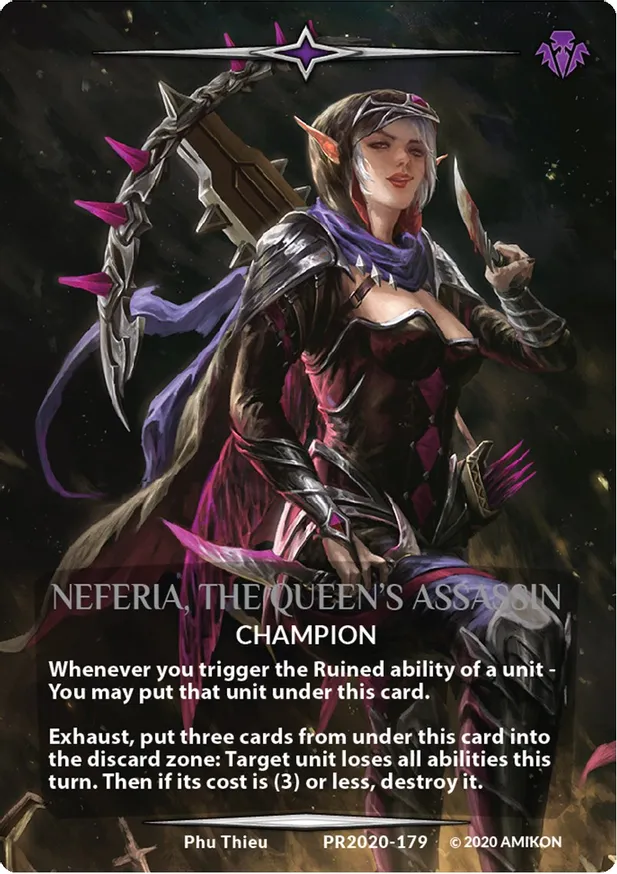 NEFERIA, THE QUEEN'S ASSASSIN
CHAMPION
Whenever you trigger the Ruined ability of a unit -
You may put that unit under this card.
Exhaust, put three cards from under this card into
the discard zone: Target unit loses all abilities this
turn. Then if its cost is (3) or less, destroy it.
Phu Thieu PR2020-179 © 2020 AMIKON